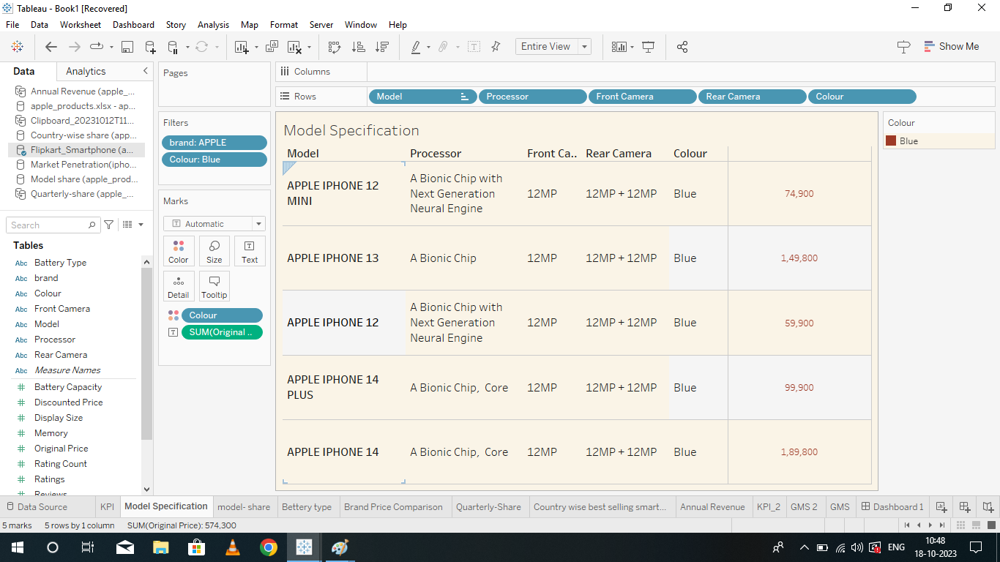 Tableau - Book1 [Recovered]
File Data Worksheet Dashboard Story Analysis Map Format Server Window Help
Entire View
Show Me
Data Analytics
Annual Revenue (apple_...
apple_products.xlsx - ap...
Clipboard_20231012T11...
Country-wise share (app...
Flipkart_Smartphone (a...
Market Penetration(ipho...
Model share (apple_prod...
Quarterly-share (apple_...
Search
Tables
Abc Battery Type
Abc brand
Abc Colour
Abc Front Camera
Abc Model
Abc Processor
Abc Rear Camera
Abc Measure Names
# Battery Capacity
# Discounted Price
# Display Size
# Memory
# Original Price
# Rating Count
# Ratings
# Reviews
Pages
Filters
brand: APPLE
Colour: Blue
Marks
T Automatic
Color Size Text
Detail Tooltip
Colour
SUM(Original ..
Columns
Rows Model Processor Front Camera Rear Camera Colour
Model Specification
Model Processor Front Ca.. Rear Camera Colour
APPLE IPHONE 12
MINI
A Bionic Chip with
Next Generation
Neural Engine
12MP 12MP + 12MP Blue 74,900
APPLE IPHONE 13 A Bionic Chip 12MP 12MP + 12MP Blue 1,49,800
APPLE IPHONE 12
A Bionic Chip with
Next Generation
Neural Engine
12MP 12MP + 12MP Blue 59,900
APPLE IPHONE 14
PLUS
A Bionic Chip, Core 12MP 12MP + 12MP Blue 99,900
APPLE IPHONE 14 A Bionic Chip, Core 12MP 12MP + 12MP Blue 1,89,800
Colour
Blue
Data Source KPI Model Specification model- share Bettery type Brand Price Comparison Quarterly-Share Country wise best selling smart... Annual Revenue KPI_2 GMS 2 GMS Dashboard 1
5 marks 5 rows by 1 column SUM(Original Price): 574,300
ENG
10:48
18-10-2023